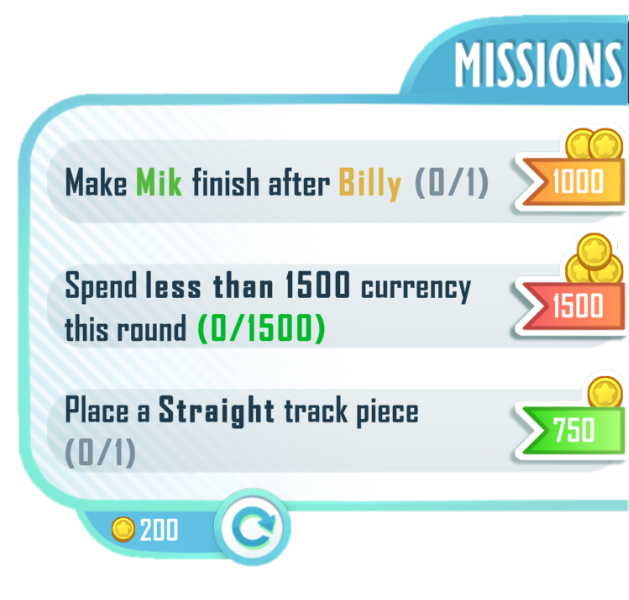 MISSIONS
Make Mik finish after Billy (0/1)
1000
Spend less than 1500 currency
this round (0/1500)
1500
Place a Straight track piece
(0/1)
750
200